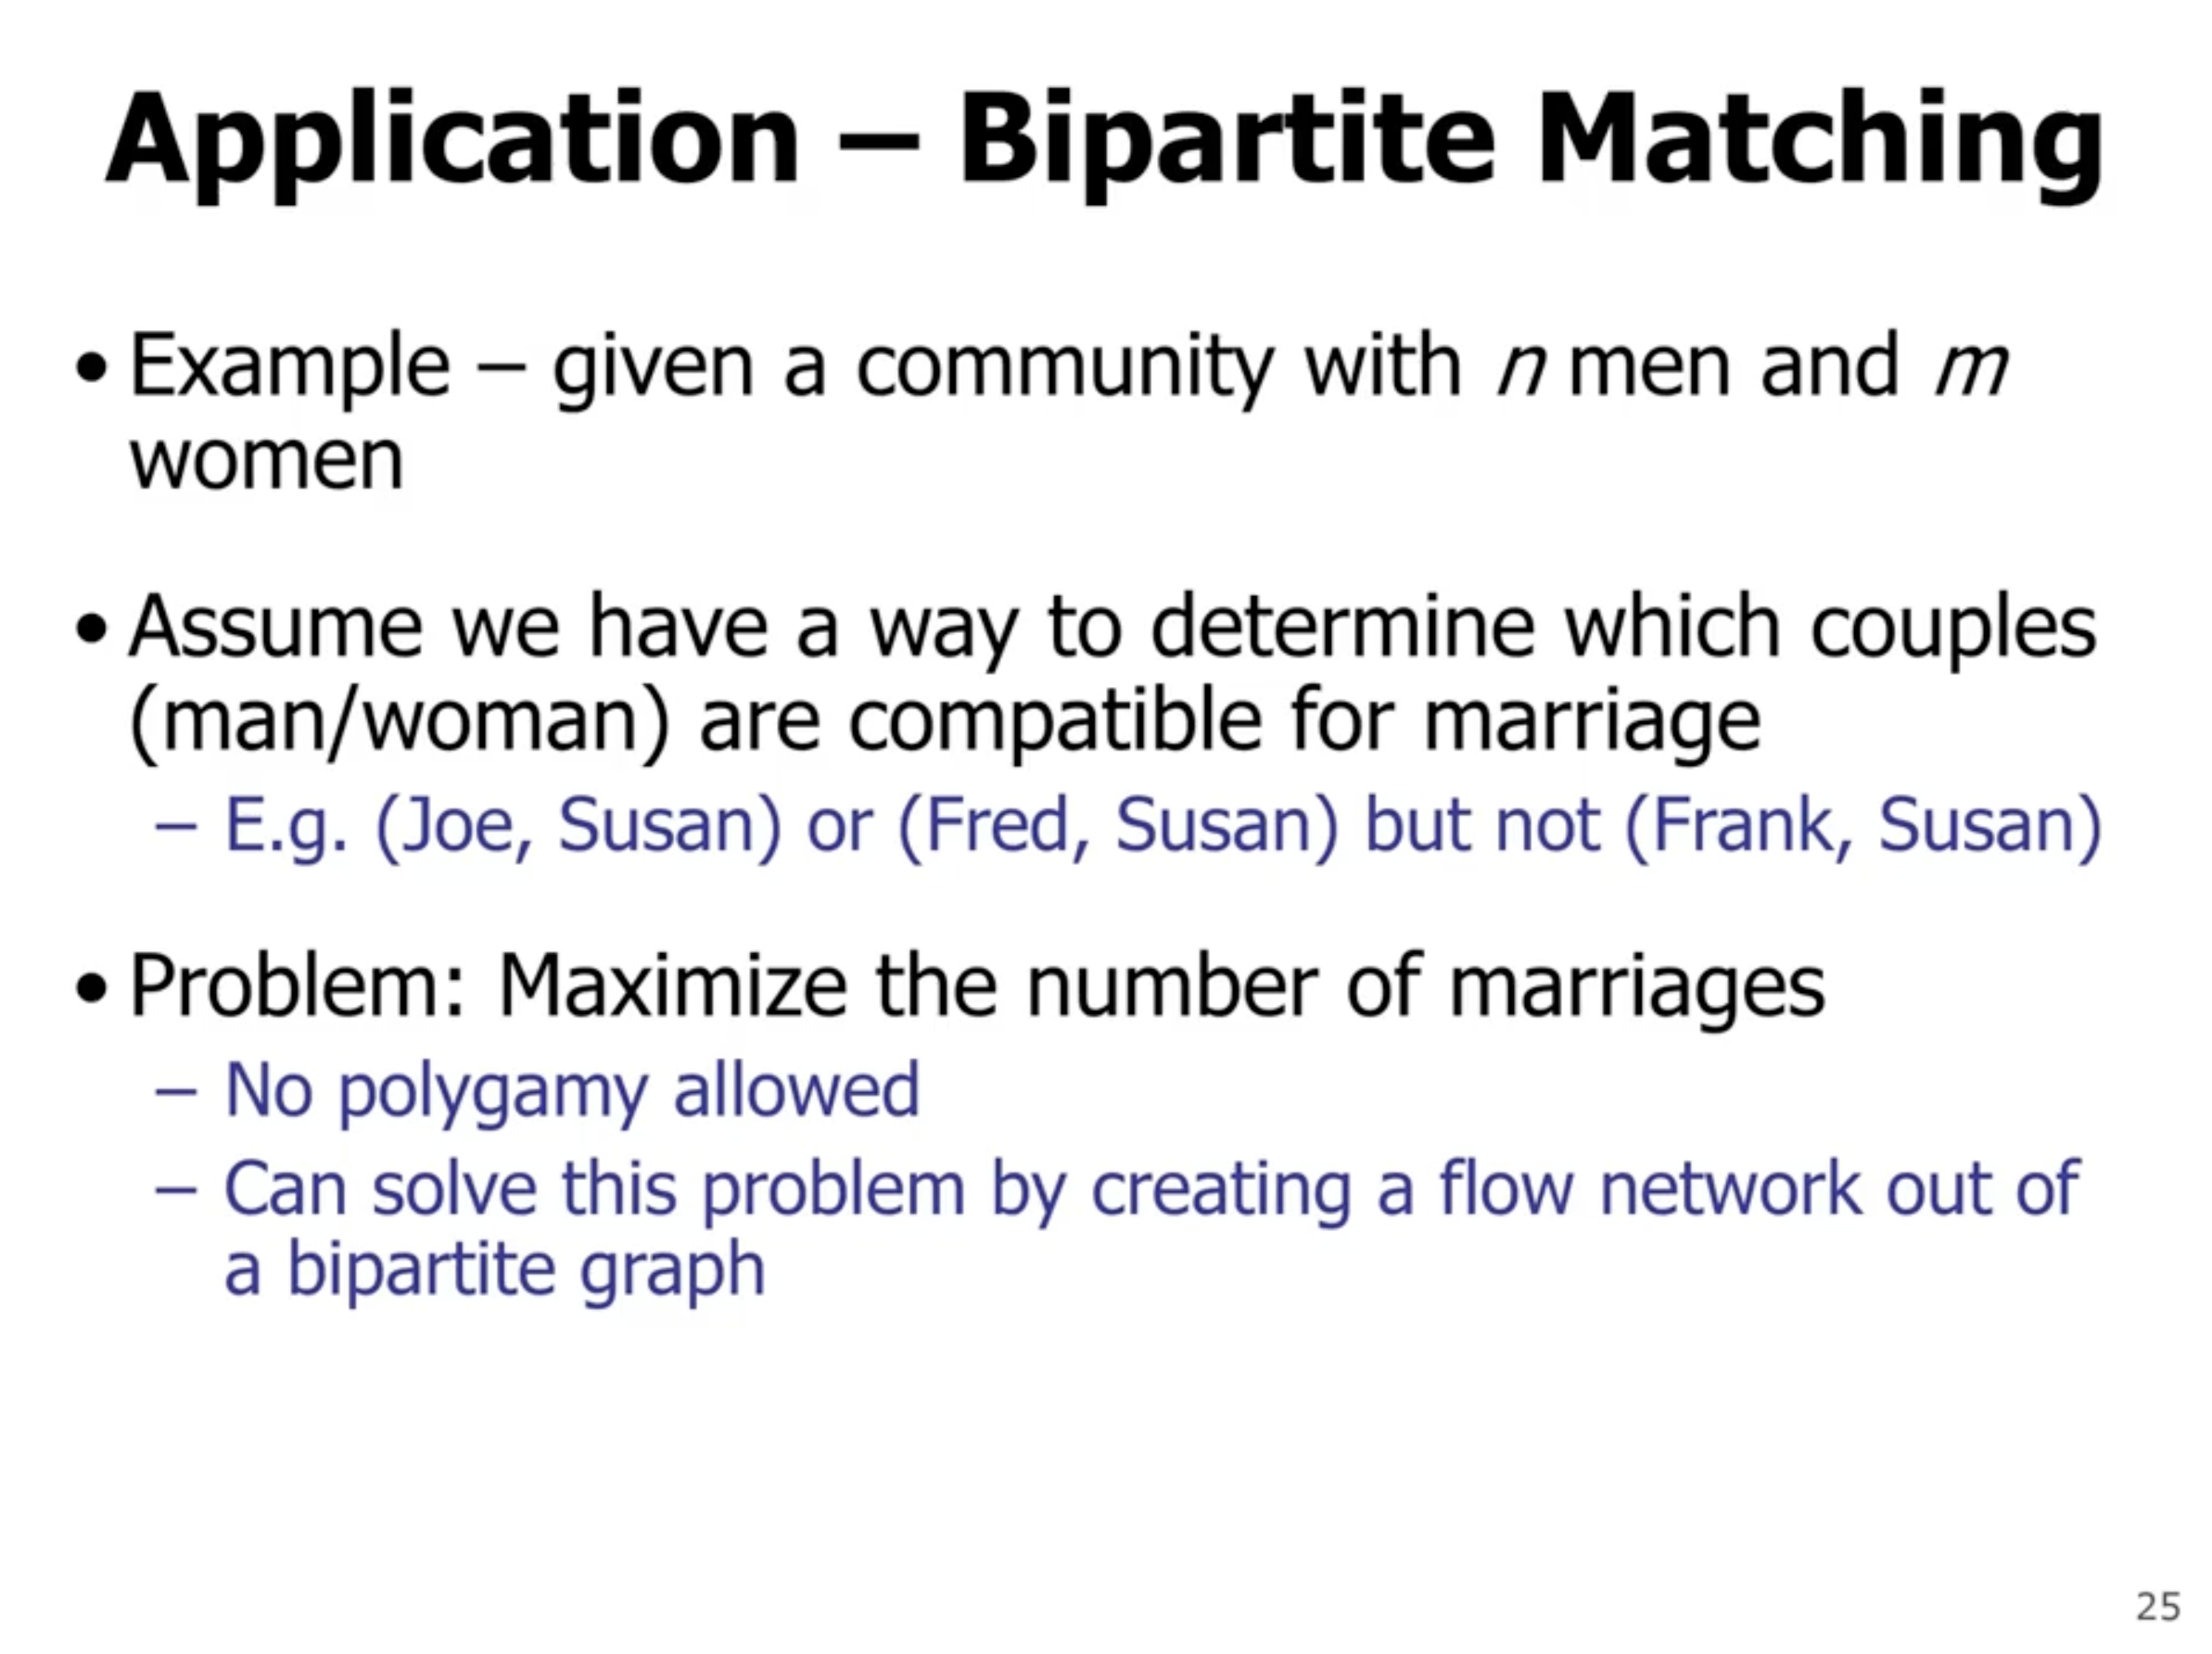 Application – Bipartite Matching
• Example – given a community with n men and m
women
• Assume we have a way to determine which couples
(man/woman) are compatible for marriage
– E.g. (Joe, Susan) or (Fred, Susan) but not (Frank, Susan)
• Problem: Maximize the number of marriages
– No polygamy allowed
– Can solve this problem by creating a flow network out of
a bipartite graph
25